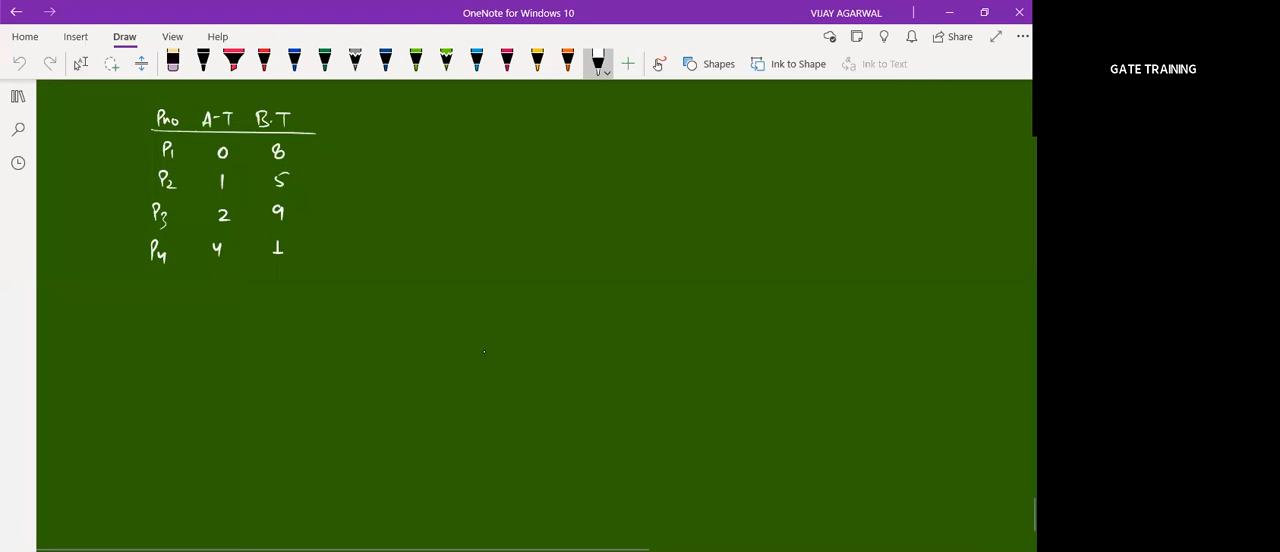 OneNote for Windows 10
VIJAY AGARWAL
Home Insert Draw View Help
Share
Shapes Ink to Shape Ink to Text
GATE TRAINING
Pno A-T B.T
P1 0 8
P2 1 5
P3 2 9
P4 4 1